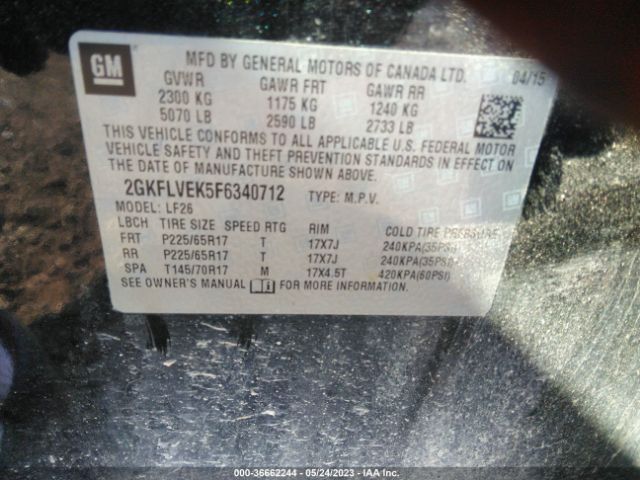 GM
MFD BY GENERAL MOTORS OF CANADA LTD. 04/15
GVWR GAWR FRT GAWR RR
2300 KG 1175 KG 1240 KG
5070 LB 2590 LB 2733 LB
THIS VEHICLE CONFORMS TO ALL APPLICABLE U.S. FEDERAL MOTOR
VEHICLE SAFETY AND THEFT PREVENTION STANDARDS IN EFFECT ON
THE DATE OF MANUFACTURE SHOWN ABOVE.
2GKFLVEK5F6340712 TYPE: M.P.V.
MODEL: LF26
LBCH TIRE SIZE SPEED RTG RIM COLD TIRE PRESSURE
FRT P225/65R17 T 17X7J 240KPA(35PSI)
RR P225/65R17 T 17X7J 240KPA(35PSI)
SPA T145/70R17 M 17X4.5T 420KPA(60PSI)
SEE OWNER'S MANUAL FOR MORE INFORMATION
000-36662244 - 05/24/2023 - IAA Inc.